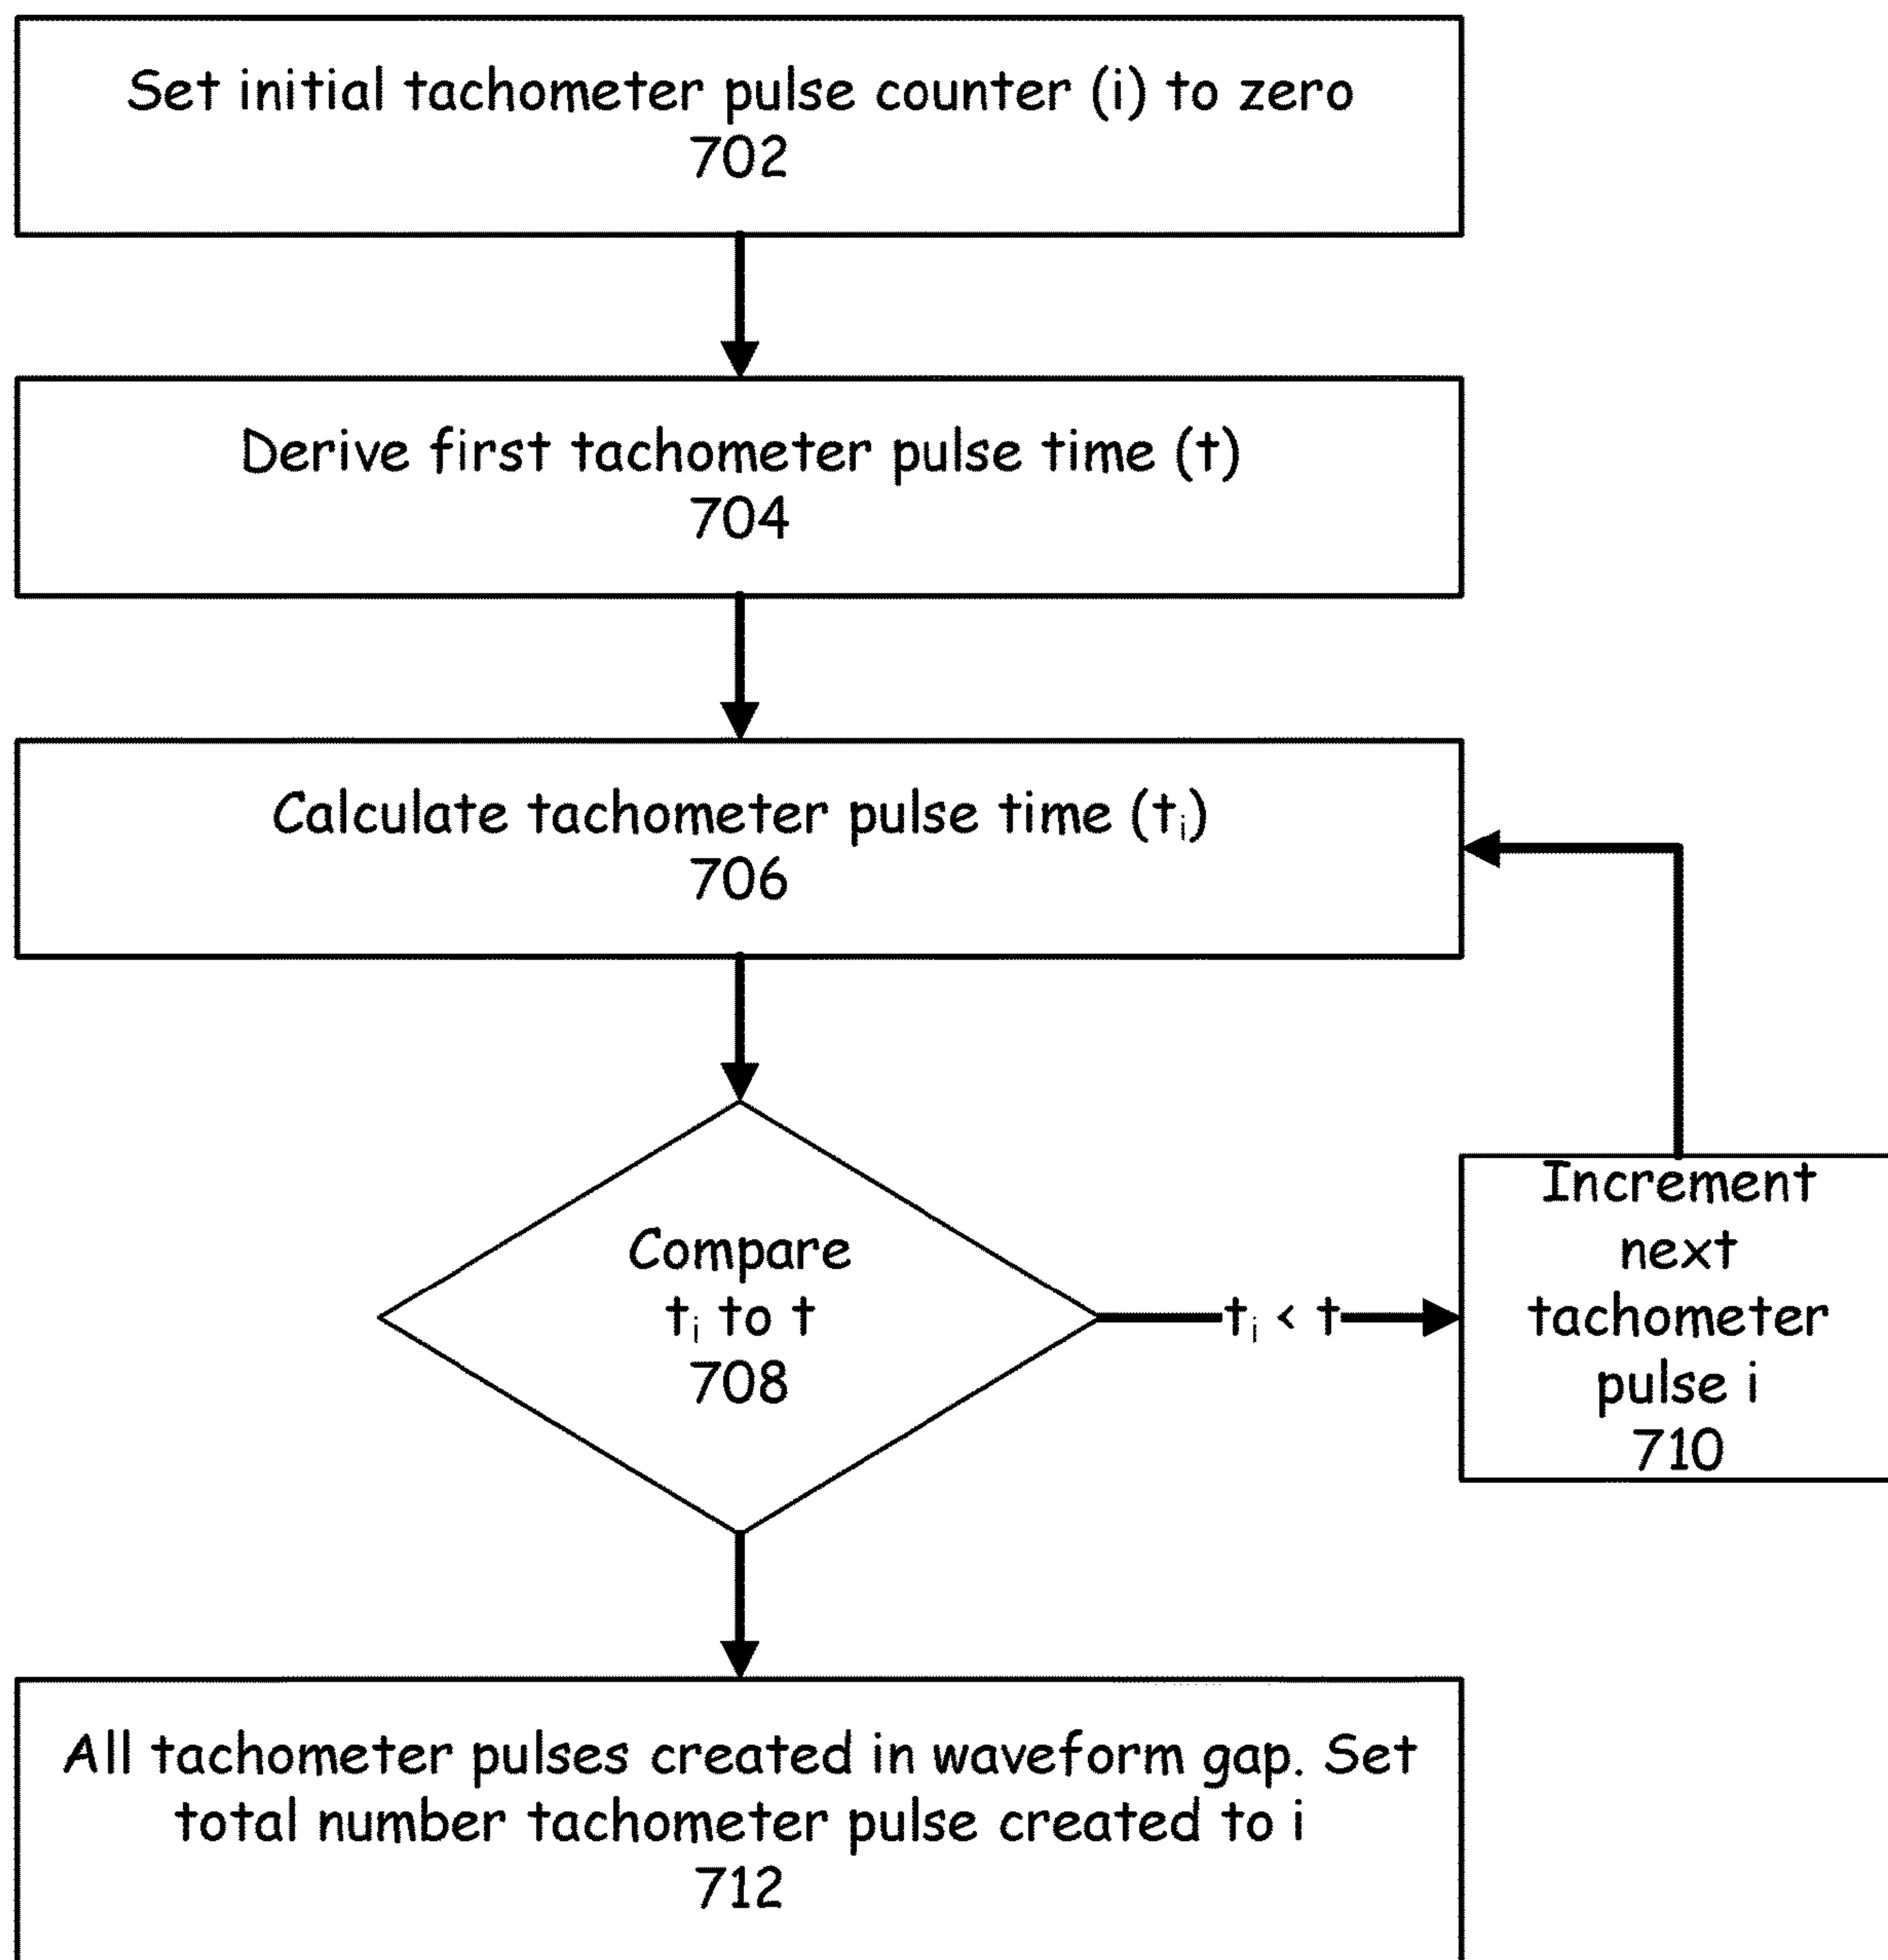 Set initial tachometer pulse counter (i) to zero
702
Derive first tachometer pulse time (t)
704
Calculate tachometer pulse time (tᵢ)
706
Compare
tᵢ to t
708
tᵢ < t
Increment
next
tachometer
pulse i
710
All tachometer pulses created in waveform gap. Set
total number tachometer pulse created to i
712